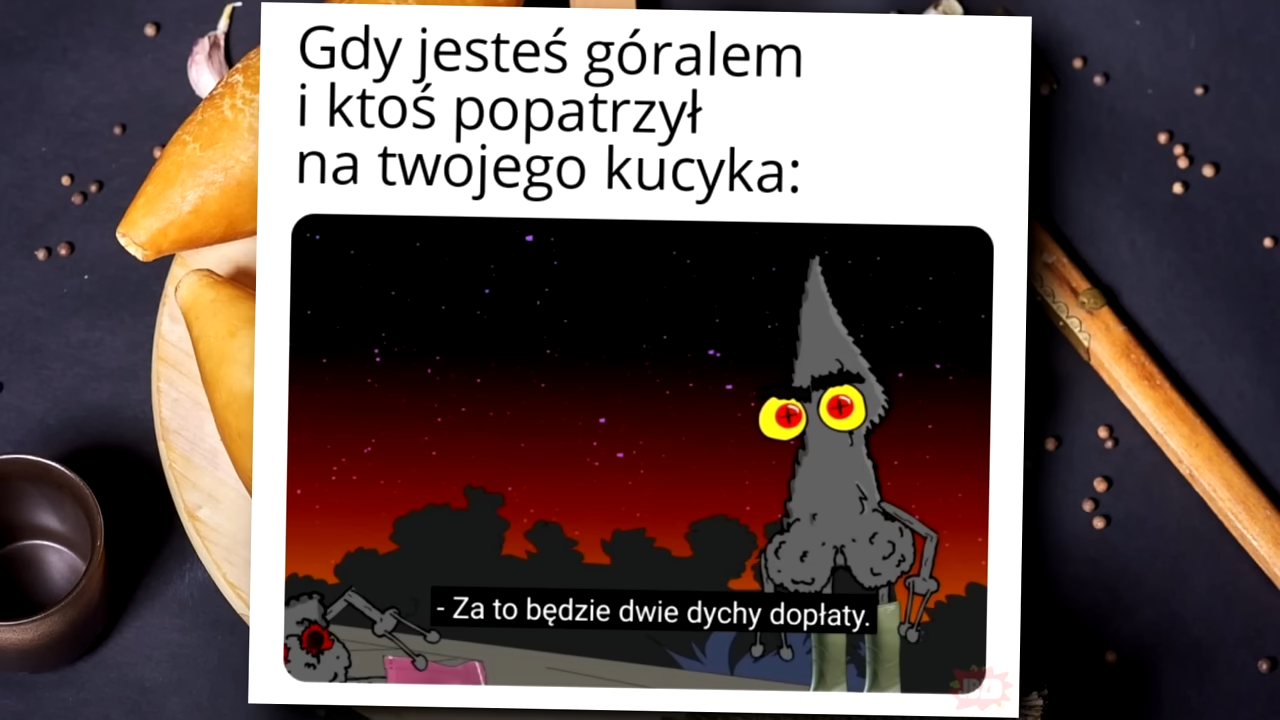 Gdy jesteś góralem
i ktoś popatrzył
na twojego kucyka:
- Za to będzie dwie dychy dopłaty.